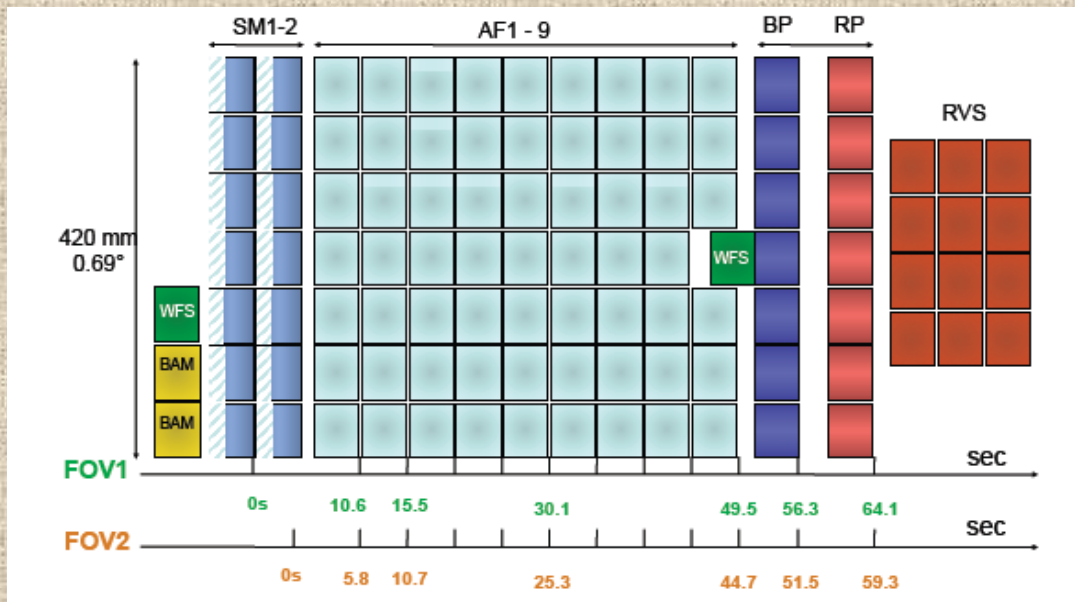 SM1-2
AF1 - 9
BP
RP
RVS
420 mm
0.69°
WFS
WFS
BAM
BAM
FOV1
sec
0s
10.6
15.5
30.1
49.5
56.3
64.1
FOV2
sec
0s
5.8
10.7
25.3
44.7
51.5
59.3